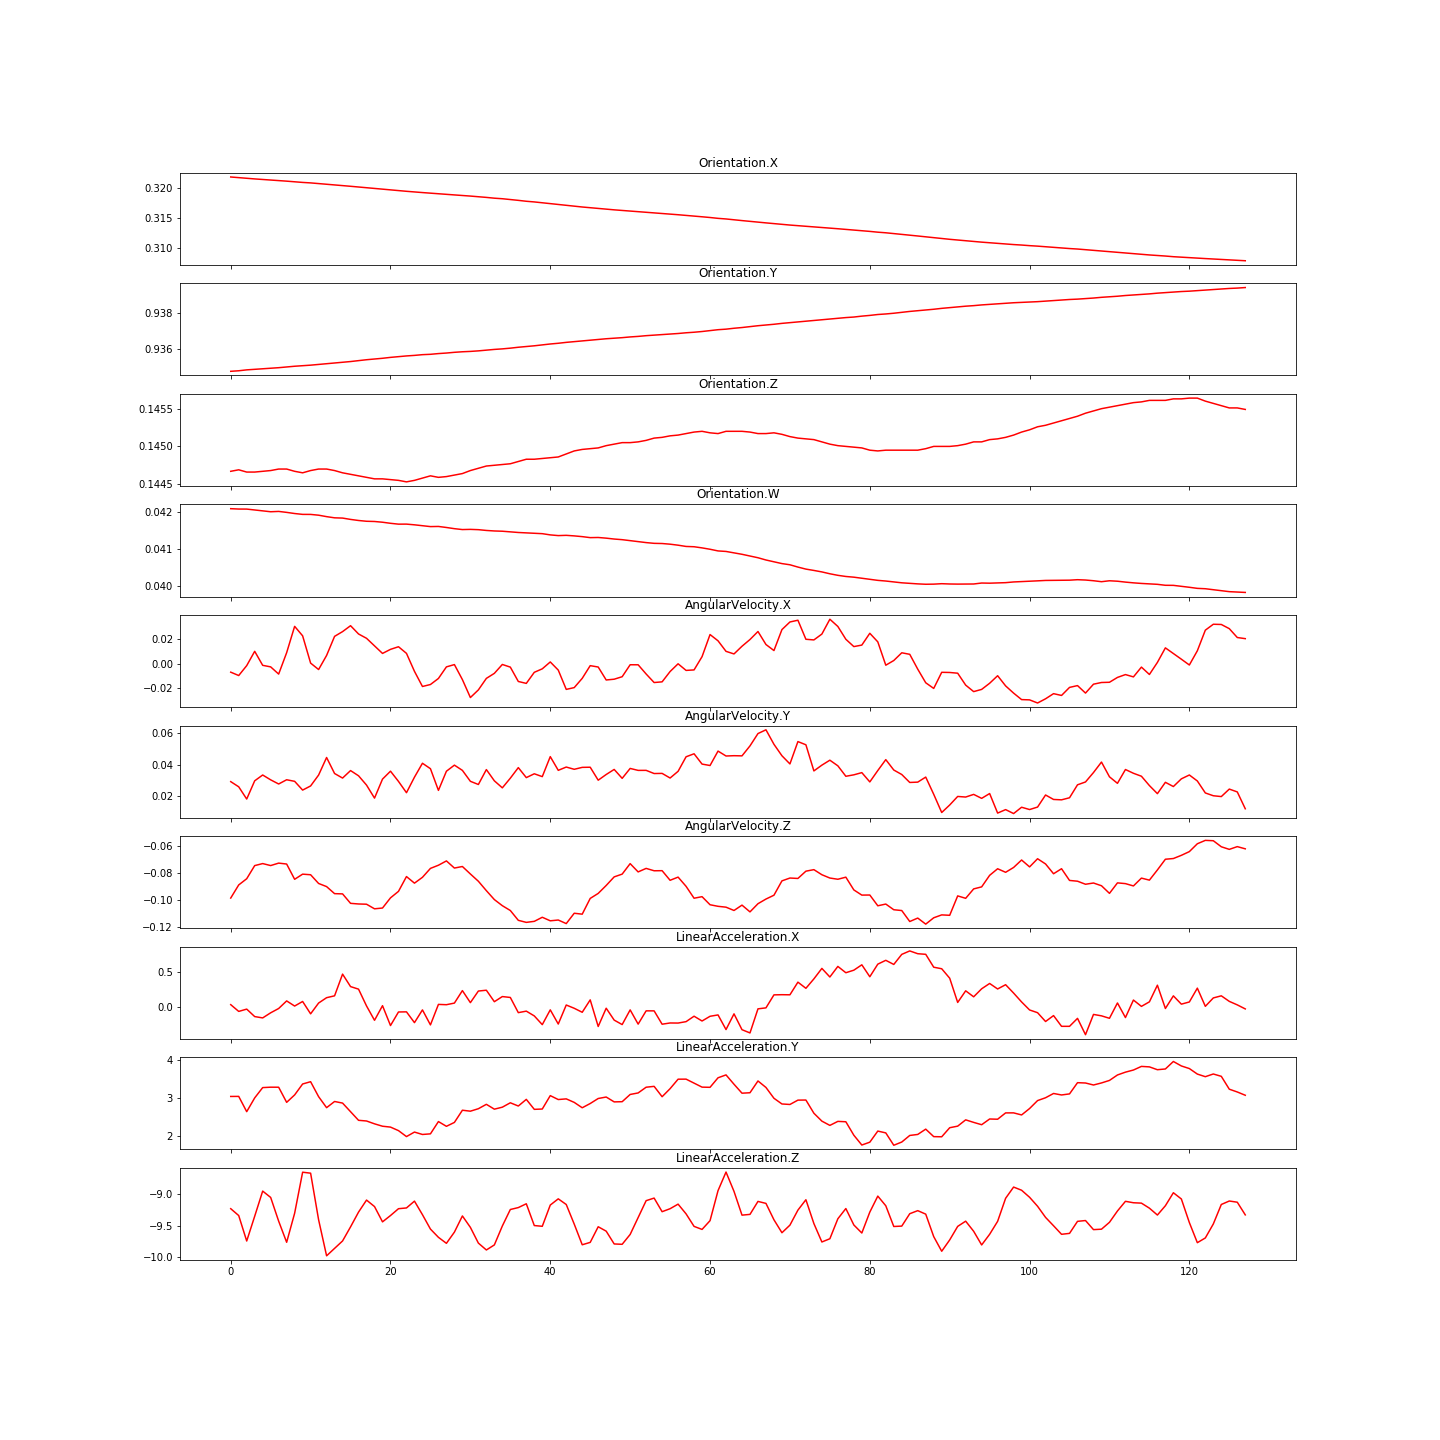 Orientation.X
0.320
0.315
0.310
Orientation.Y
0.938
0.936
Orientation.Z
0.1455
0.1450
0.1445
Orientation.W
0.042
0.041
0.040
AngularVelocity.X
0.02
0.00
−0.02
AngularVelocity.Y
0.06
0.04
0.02
AngularVelocity.Z
−0.06
−0.08
−0.10
−0.12
LinearAcceleration.X
0.5
0.0
LinearAcceleration.Y
4
3
2
LinearAcceleration.Z
−9.0
−9.5
−10.0
0 20 40 60 80 100 120